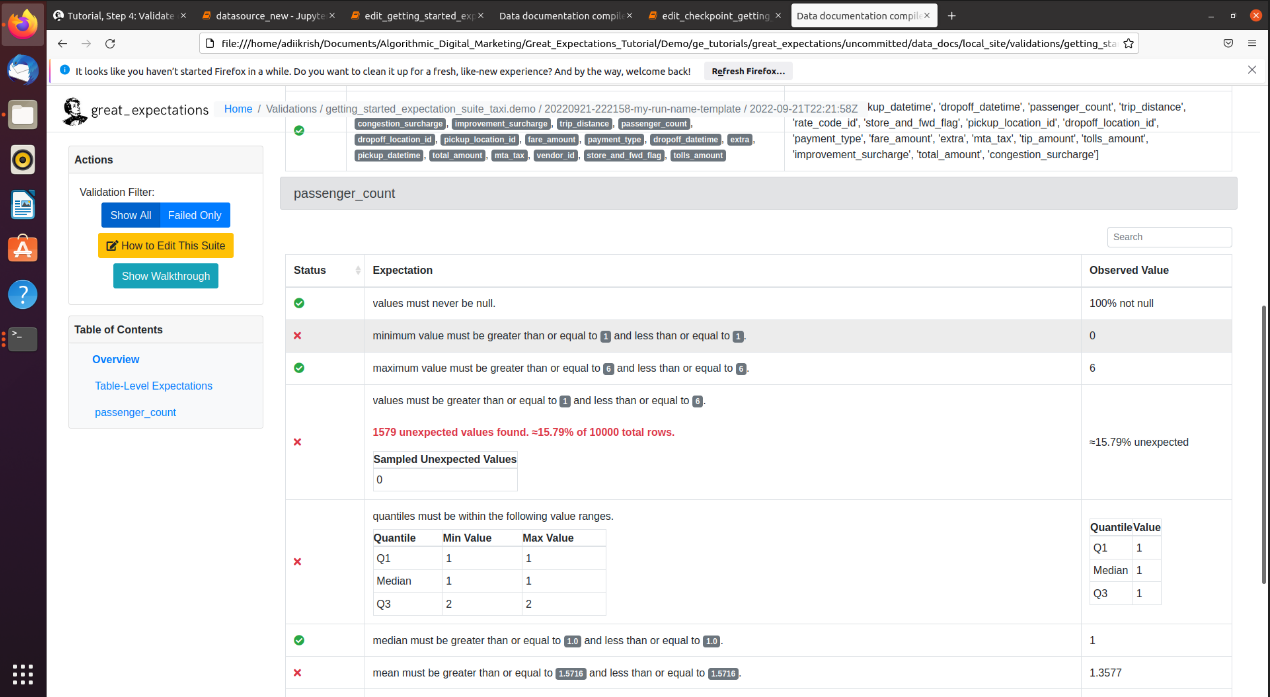 Tutorial, Step 4: Validate
datasource_new - Jupyte
edit_getting_started_exp
Data documentation compile
edit_checkpoint_getting
Data documentation compile
file:///home/adiikrish/Documents/Algorithmic_Digital_Marketing/Great_Expectations_Tutorial/Demo/ge_tutorials/great_expectations/uncommitted/data_docs/local_site/validations/getting_sta
It looks like you haven't started Firefox in a while. Do you want to clean it up for a fresh, like-new experience? And by the way, welcome back! Refresh Firefox...
great_expectations
Home / Validations / getting_started_expectation_suite_taxi.demo / 20220921-222158-my-run-name-template / 2022-09-21T22:21:58Z
congestion_surcharge, improvement_surcharge, trip_distance, passenger_count,
dropoff_location_id, pickup_location_id, fare_amount, payment_type, dropoff_datetime, extra,
pickup_datetime, total_amount, mta_tax, vendor_id, store_and_fwd_flag, tolls_amount
kup_datetime', 'dropoff_datetime', 'passenger_count', 'trip_distance',
'rate_code_id', 'store_and_fwd_flag', 'pickup_location_id', 'dropoff_location_id',
'payment_type', 'fare_amount', 'extra', 'mta_tax', 'tip_amount', 'tolls_amount',
'improvement_surcharge', 'total_amount', 'congestion_surcharge']
Actions
Validation Filter:
Show All Failed Only
How to Edit This Suite
Show Walkthrough
Table of Contents
Overview
Table-Level Expectations
passenger_count
passenger_count
Search
Status Expectation Observed Value
values must never be null. 100% not null
minimum value must be greater than or equal to 1 and less than or equal to 1. 0
maximum value must be greater than or equal to 6 and less than or equal to 6. 6
values must be greater than or equal to 1 and less than or equal to 6.
1579 unexpected values found. ≈15.79% of 10000 total rows.
≈15.79% unexpected
Sampled Unexpected Values
0
quantiles must be within the following value ranges.
Quantile Min Value Max Value
Q1 1 1
Median 1 1
Q3 2 2
Quantile Value
Q1 1
Median 1
Q3 1
median must be greater than or equal to 1.0 and less than or equal to 1.0. 1
mean must be greater than or equal to 1.5716 and less than or equal to 1.5716. 1.3577